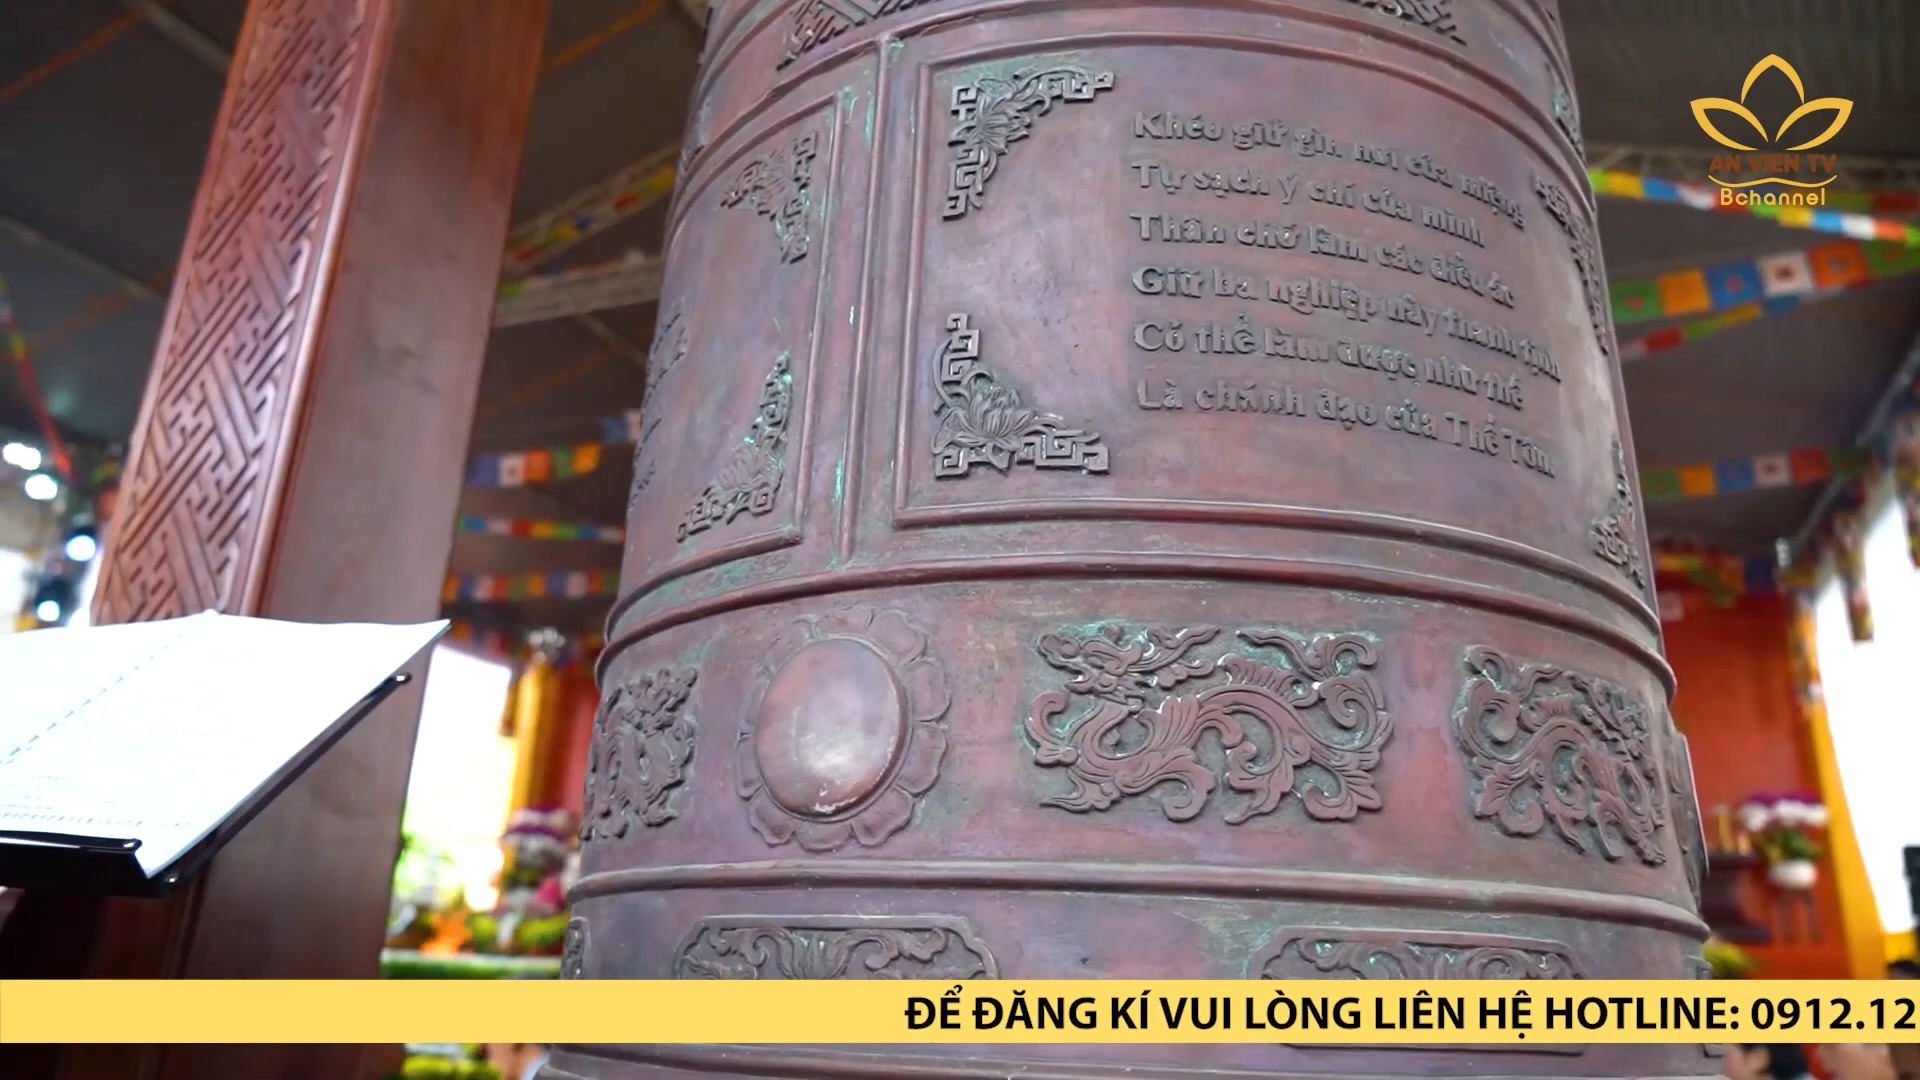 Khéo giữ gìn nơi cửa miệng
Tự sạch ý chí của mình
Thân chớ làm các điều ác
Giữ ba nghiệp này thanh tịnh
Có thể làm được như thế
Là chánh đạo của Thế Tôn.
AN VIEN TV
Bchannel
ĐỂ ĐĂNG KÍ VUI LÒNG LIÊN HỆ HOTLINE: 0912.12